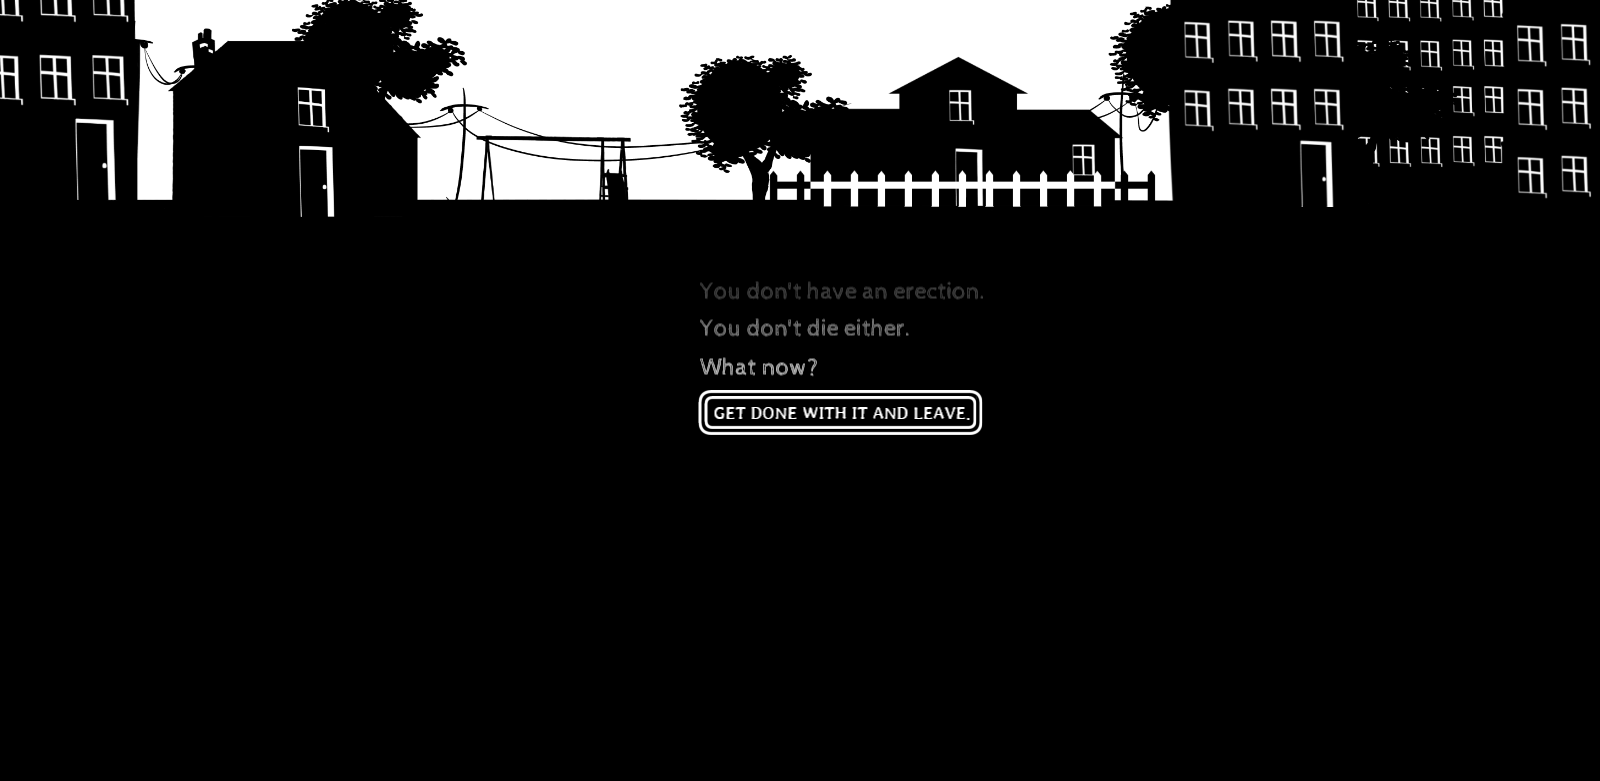 You don't have an erection.
You don't die either.
What now?
GET DONE WITH IT AND LEAVE.